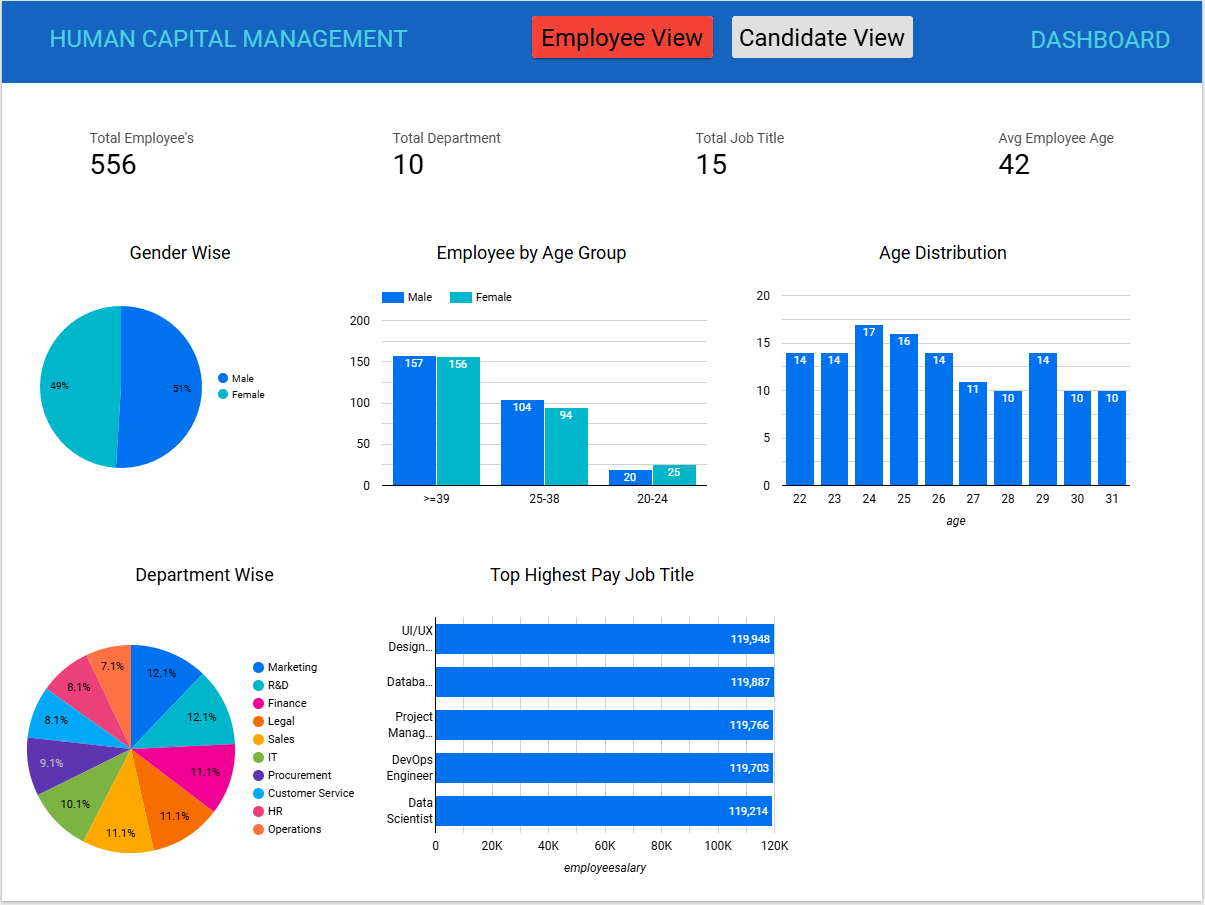 HUMAN CAPITAL MANAGEMENT
Employee View
Candidate View
DASHBOARD
Total Employee's
556
Total Department
10
Total Job Title
15
Avg Employee Age
42
Gender Wise
49%
51%
Male
Female
Employee by Age Group
Male
Female
200
150
100
50
0
157
156
104
94
20
25
>=39
25-38
20-24
Age Distribution
20
15
10
5
0
14
14
17
16
14
11
10
14
10
10
22
23
24
25
26
27
28
29
30
31
age
Department Wise
12.1%
12.1%
11.1%
11.1%
11.1%
10.1%
9.1%
8.1%
8.1%
7.1%
Marketing
R&D
Finance
Legal
Sales
IT
Procurement
Customer Service
HR
Operations
Top Highest Pay Job Title
UI/UX
Design…
119,948
Databa…
119,887
Project
Manag…
119,766
DevOps
Engineer
119,703
Data
Scientist
119,214
0
20K
40K
60K
80K
100K
120K
employeesalary